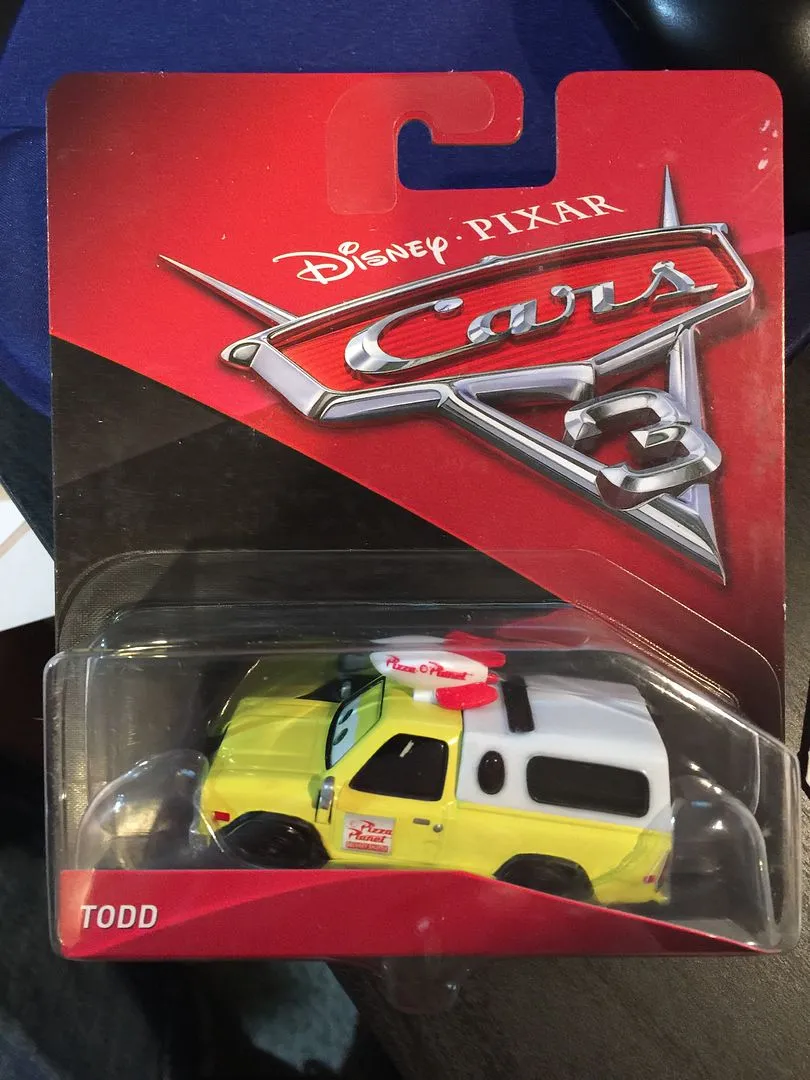 DISNEY · PIXAR
Cars
3
Pizza Planet
Pizza
Planet
TODD